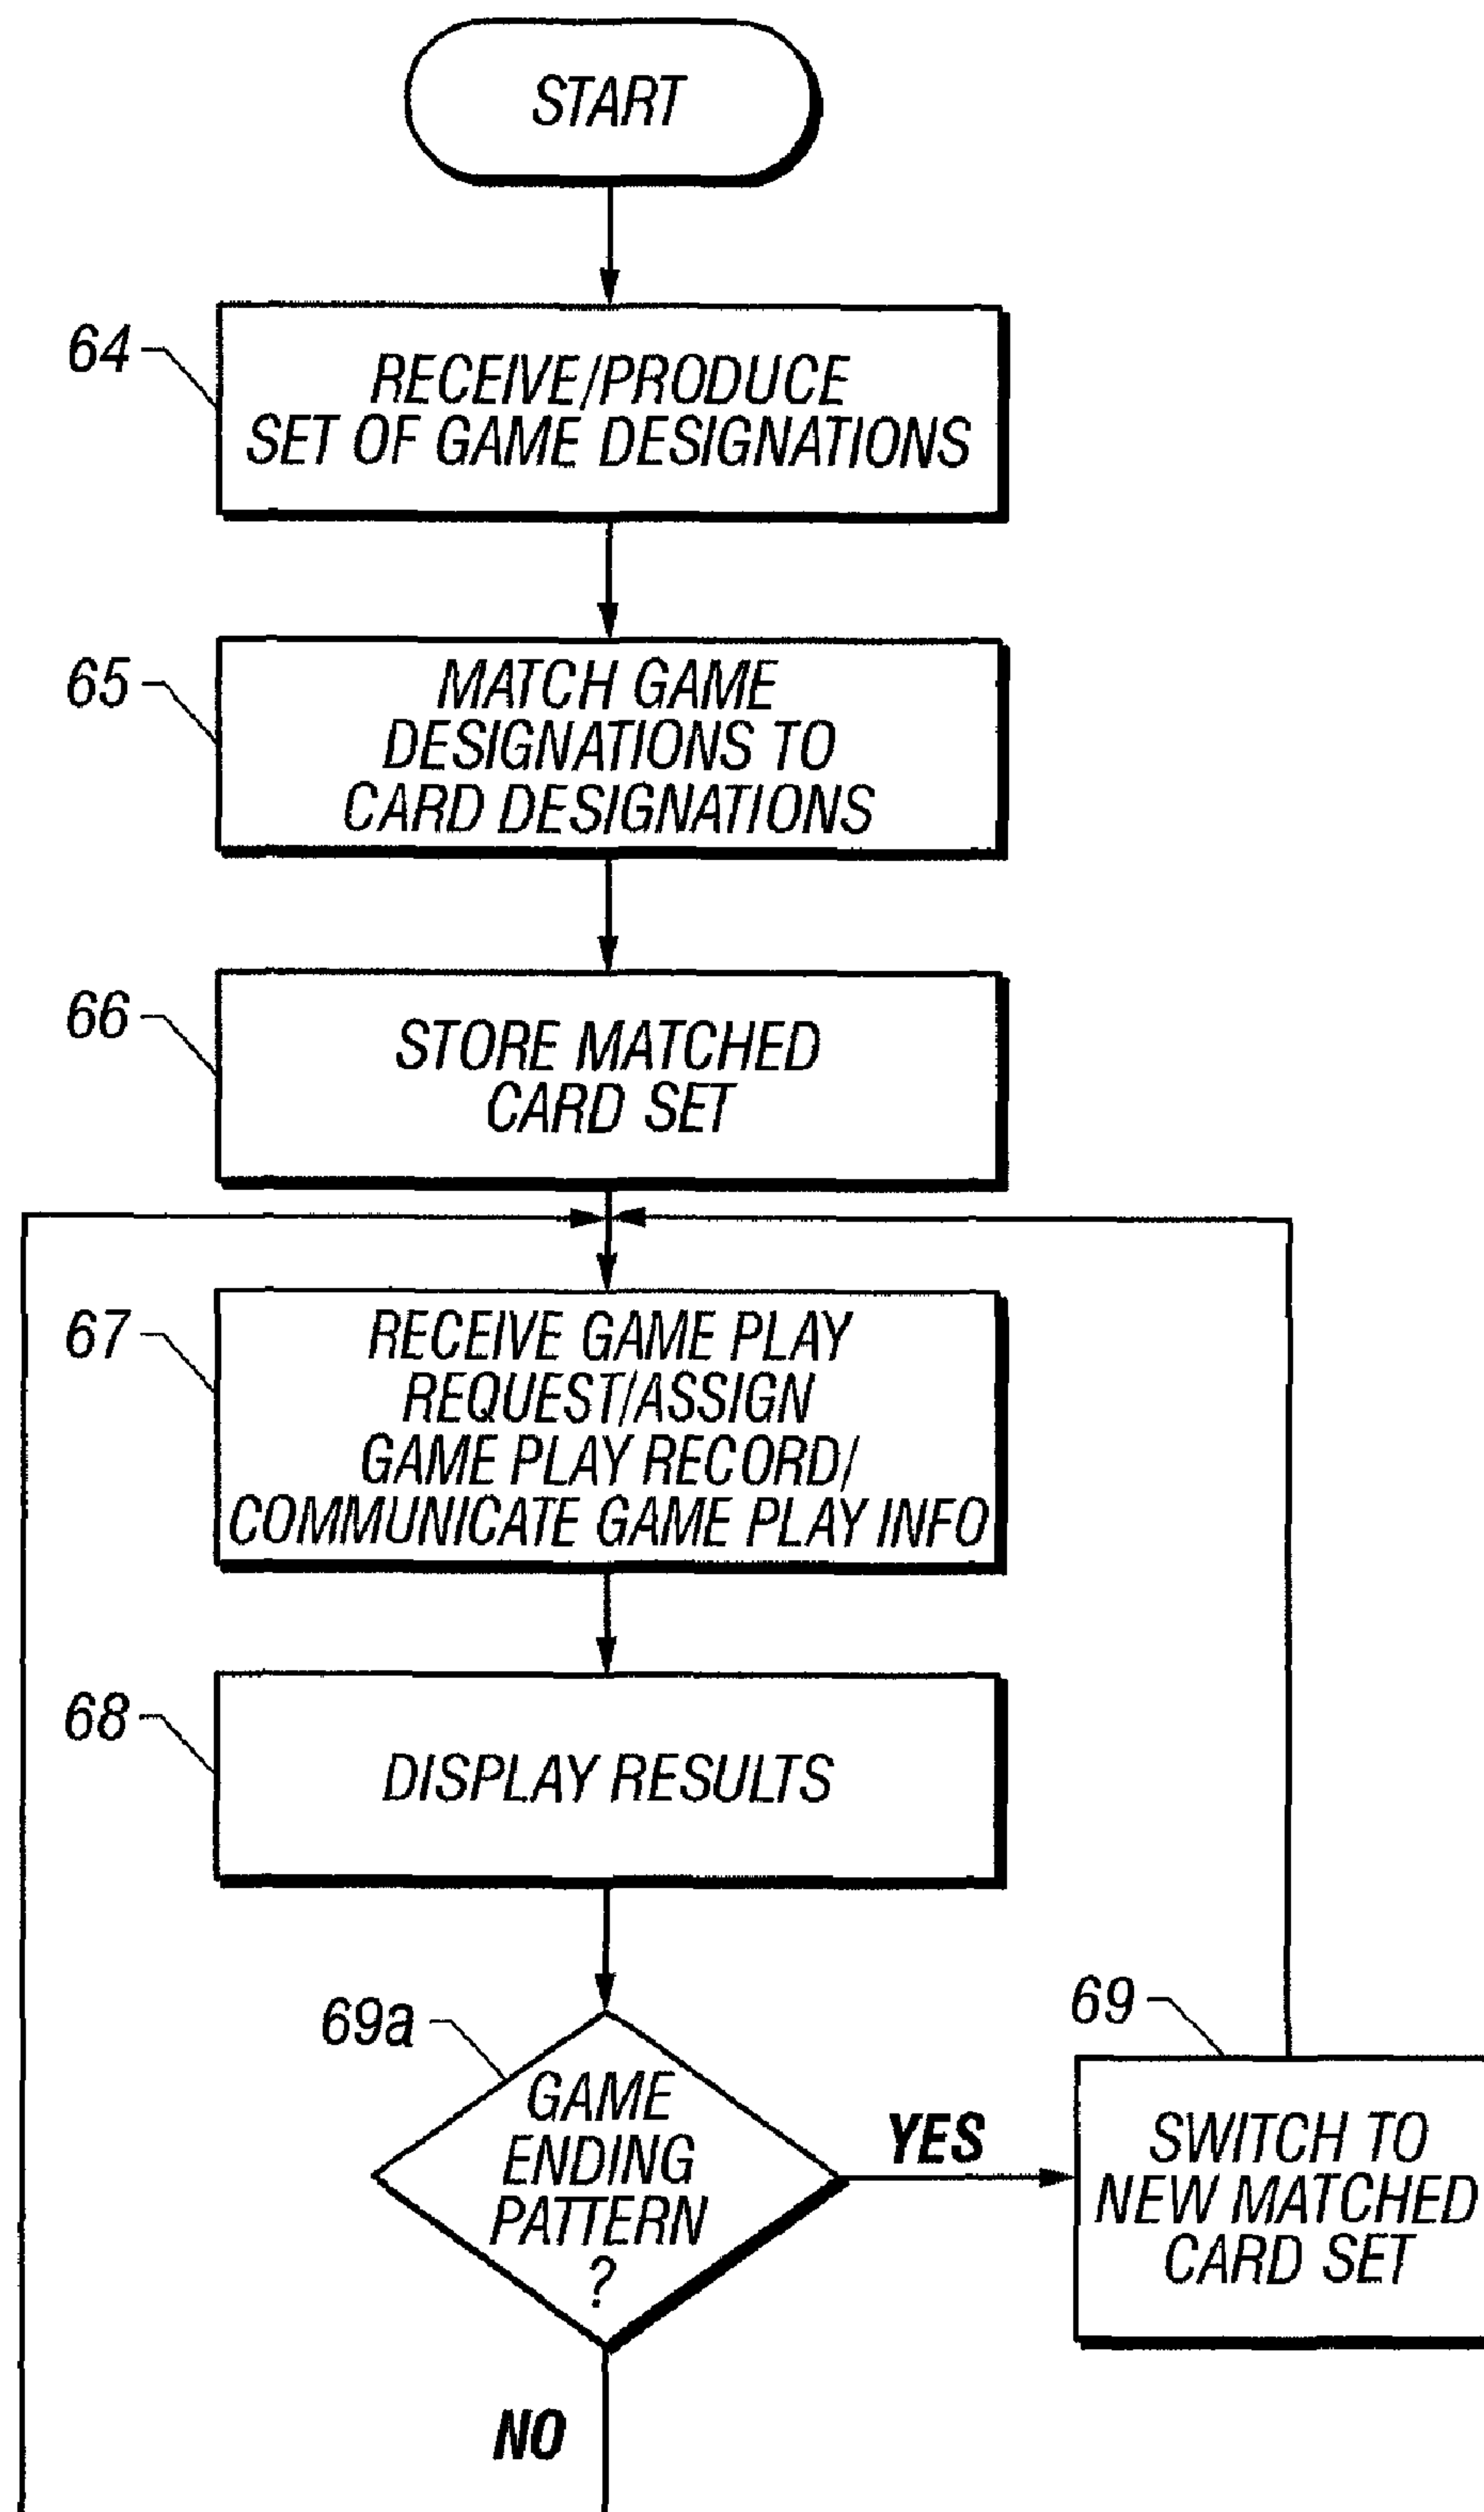 START
64
RECEIVE/PRODUCE
SET OF GAME DESIGNATIONS
65
MATCH GAME
DESIGNATIONS TO
CARD DESIGNATIONS
66
STORE MATCHED
CARD SET
67
RECEIVE GAME PLAY
REQUEST/ASSIGN
GAME PLAY RECORD/
COMMUNICATE GAME PLAY INFO
68
DISPLAY RESULTS
69a
GAME
ENDING
PATTERN
?
YES
69
SWITCH TO
NEW MATCHED
CARD SET
NO